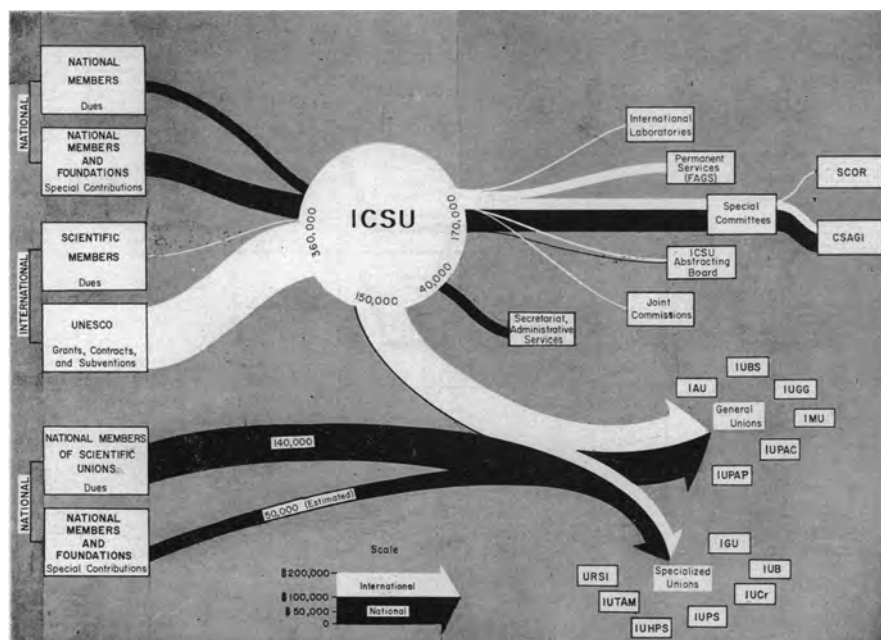 NATIONAL
NATIONAL
MEMBERS
Dues
NATIONAL
MEMBERS
AND
FOUNDATIONS
Special Contributions
INTERNATIONAL
SCIENTIFIC
MEMBERS
Dues
UNESCO
Grants, Contracts,
and Subventions
ICSU
360,000
170,000
40,000
150,000
International
Laboratories
Permanent
Services
(FAGS)
Special
Committees
SCOR
CSAGI
ICSU
Abstracting
Board
Joint
Commissions
Secretariat,
Administrative
Services
NATIONAL
NATIONAL MEMBERS
OF SCIENTIFIC
UNIONS
Dues
140,000
NATIONAL
MEMBERS
AND
FOUNDATIONS
Special Contributions
50,000 (Estimated)
General
Unions
IAU
IUBS
IUGG
IMU
IUPAC
IUPAP
Specialized
Unions
IGU
IUB
IUCr
IUPS
IUHPS
IUTAM
URSI
Scale
$200,000
$100,000
$50,000
0
International
National